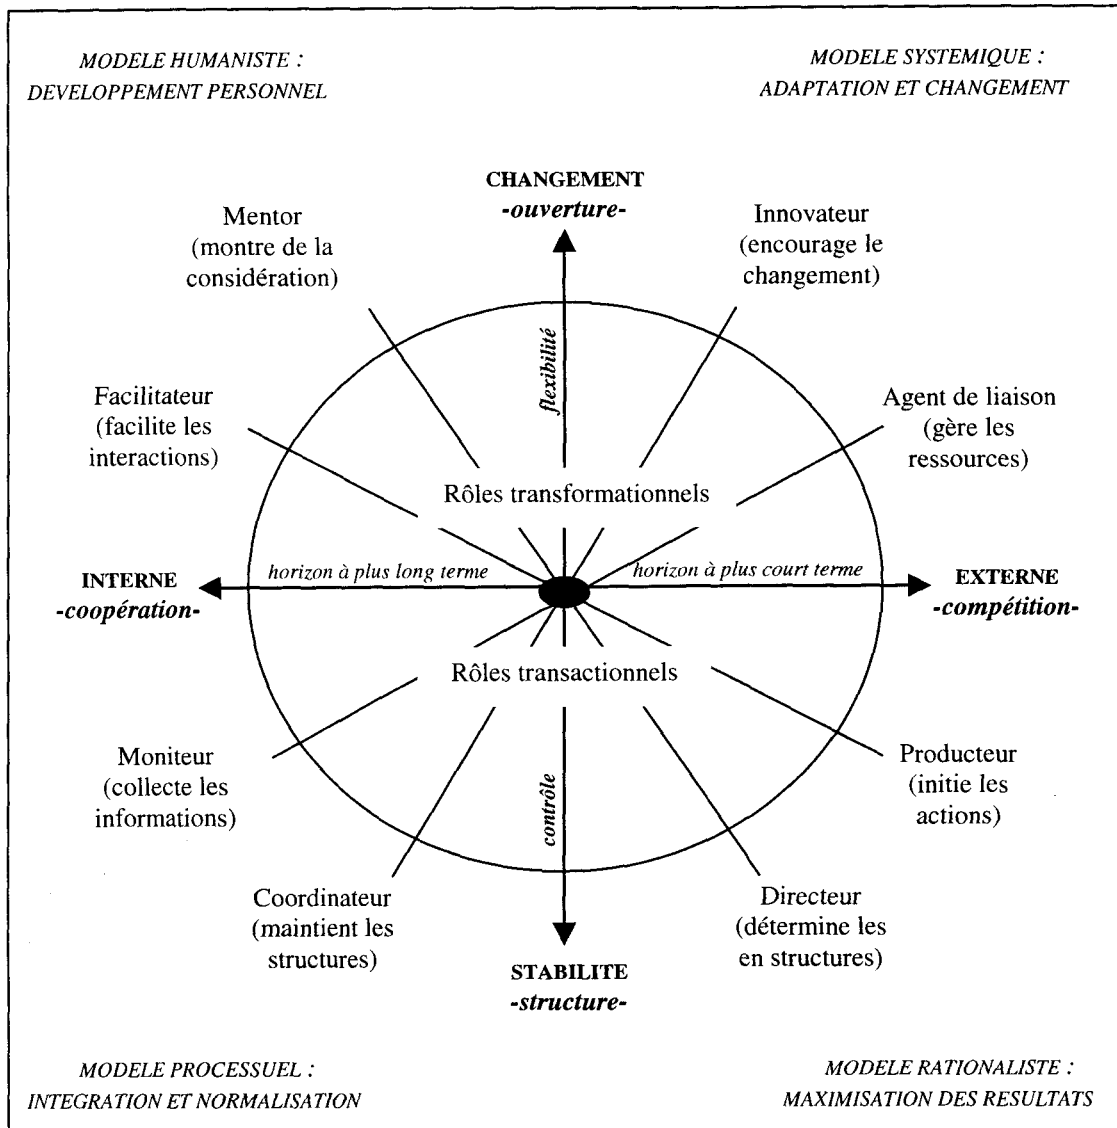 MODELE HUMANISTE :
DEVELOPPEMENT PERSONNEL
MODELE SYSTEMIQUE :
ADAPTATION ET CHANGEMENT
CHANGEMENT
-ouverture-
Mentor
(montre de la
considération)
Innovateur
(encourage le
changement)
flexibilité
Facilitateur
(facilite les
interactions)
Agent de liaison
(gère les
ressources)
Rôles transformationnels
INTERNE
-coopération-
horizon à plus long terme
horizon à plus court terme
EXTERNE
-compétition-
Rôles transactionnels
Moniteur
(collecte les
informations)
Producteur
(initie les
actions)
contrôle
Coordinateur
(maintient les
structures)
Directeur
(détermine les
en structures)
STABILITE
-structure-
MODELE PROCESSUEL :
INTEGRATION ET NORMALISATION
MODELE RATIONALISTE :
MAXIMISATION DES RESULTATS